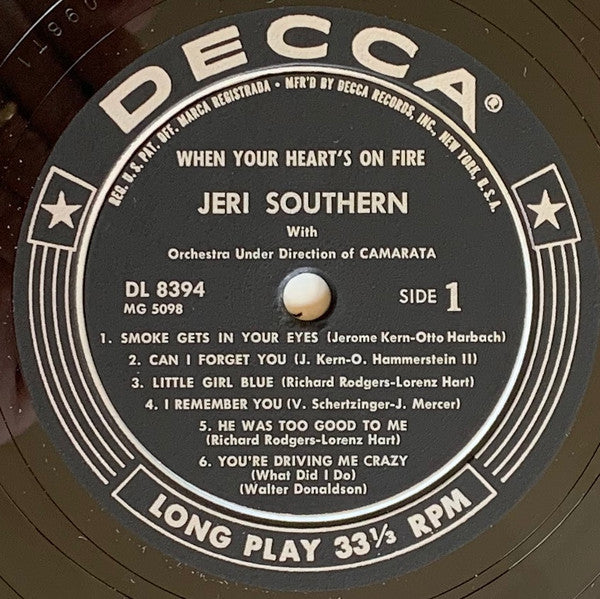 DECCA®
REG. U.S. PAT. OFF. MARCA REGISTRADA • MFR'D BY DECCA RECORDS, INC., NEW YORK, U.S.A.
WHEN YOUR HEART'S ON FIRE
JERI SOUTHERN
With
Orchestra Under Direction of CAMARATA
DL 8394
MG 5098
SIDE 1
1. SMOKE GETS IN YOUR EYES (Jerome Kern-Otto Harbach)
2. CAN I FORGET YOU (J. Kern-O. Hammerstein II)
3. LITTLE GIRL BLUE (Richard Rodgers-Lorenz Hart)
4. I REMEMBER YOU (V. Schertzinger-J. Mercer)
5. HE WAS TOO GOOD TO ME
(Richard Rodgers-Lorenz Hart)
6. YOU'RE DRIVING ME CRAZY
(What Did I Do)
(Walter Donaldson)
LONG PLAY 33⅓ RPM